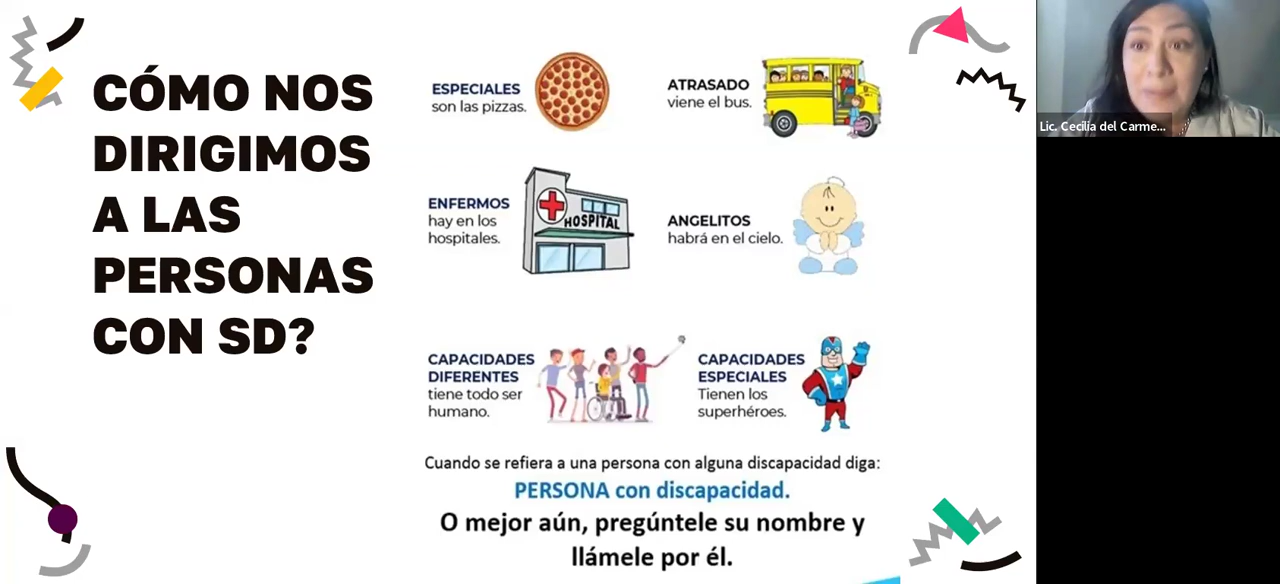 CÓMO NOS
DIRIGIMOS
A LAS
PERSONAS
CON SD?
ESPECIALES
son las pizzas.
ATRASADO
viene el bus.
ENFERMOS
hay en los
hospitales.
HOSPITAL
ANGELITOS
habrá en el cielo.
CAPACIDADES
DIFERENTES
tiene todo ser
humano.
CAPACIDADES
ESPECIALES
Tienen los
superhéroes.
Cuando se refiera a una persona con alguna discapacidad diga:
PERSONA con discapacidad.
O mejor aún, pregúntele su nombre y
llámele por él.
Lic. Cecilia del Carme...